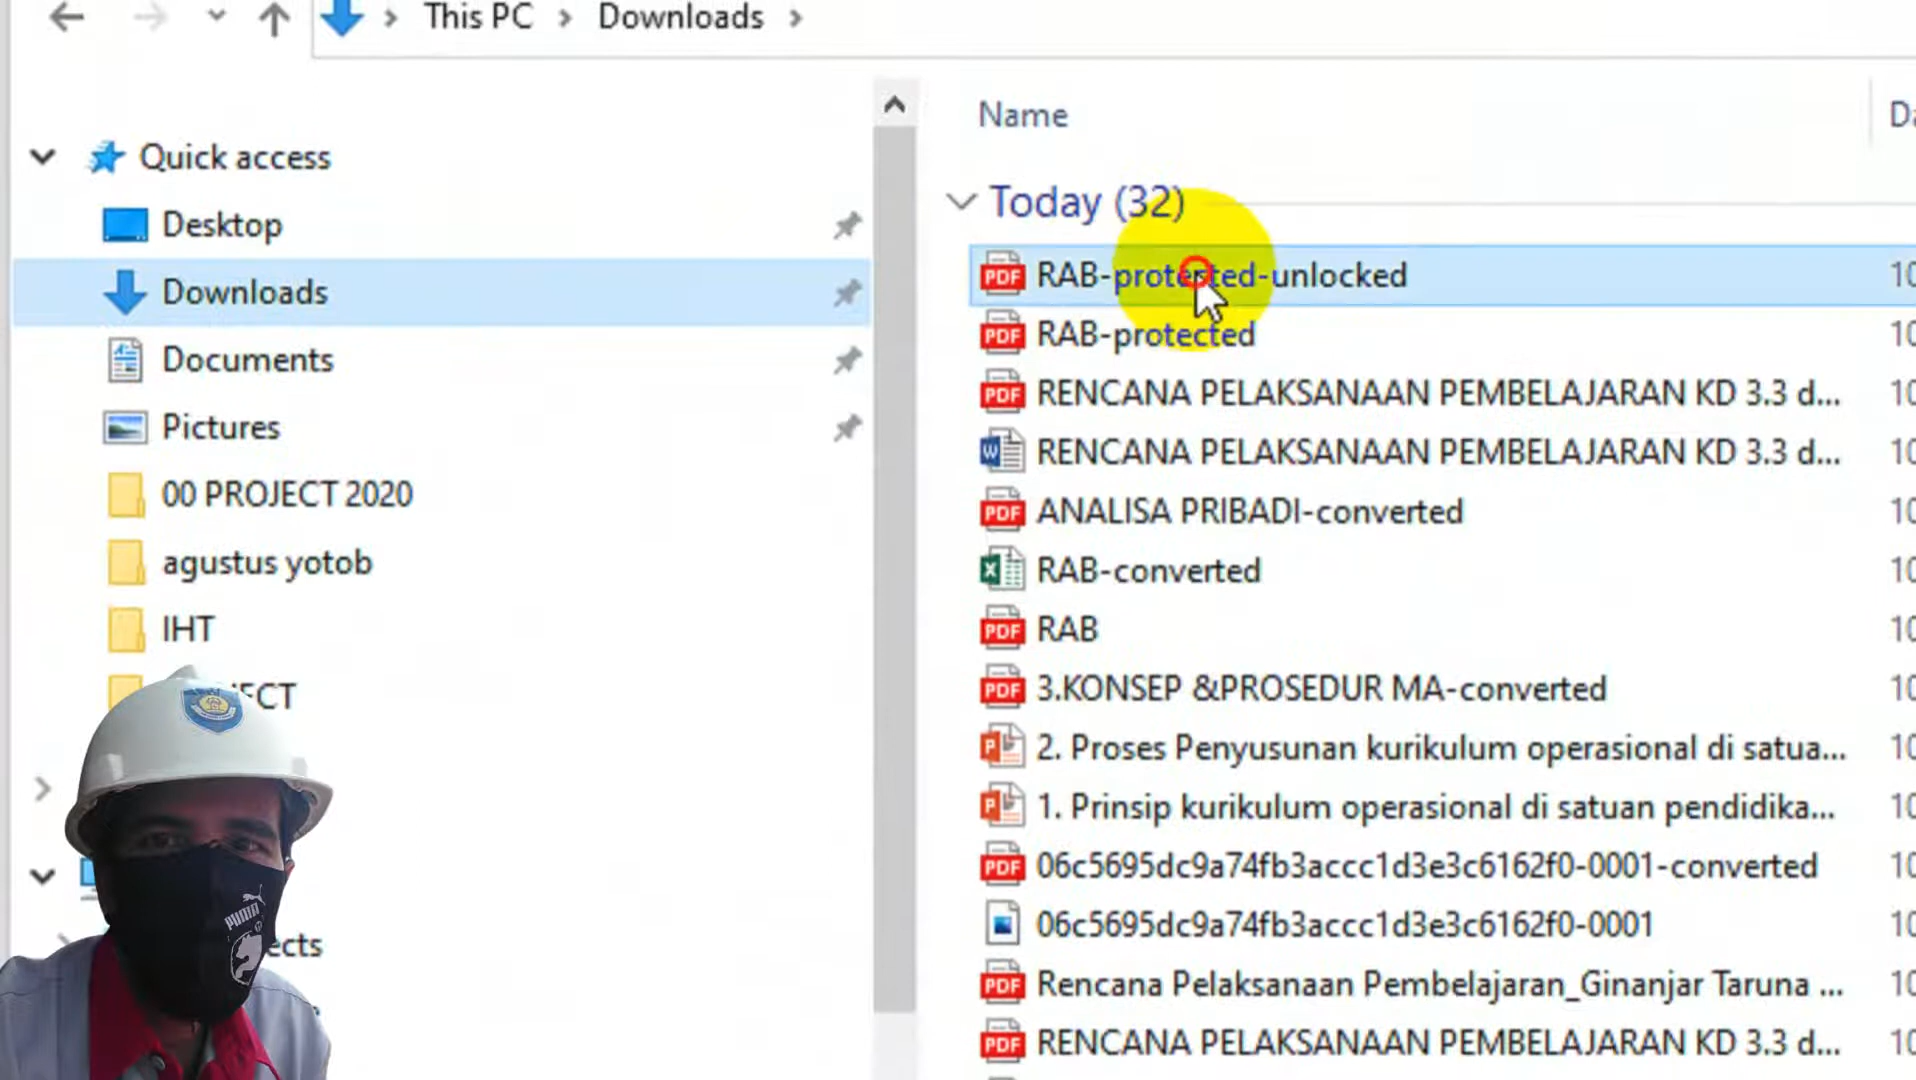 This PC
Downloads
Name
Quick access
Desktop
Downloads
Documents
Pictures
00 PROJECT 2020
agustus yotob
IHT
Today (32)
RAB-protected-unlocked
RAB-protected
RENCANA PELAKSANAAN PEMBELAJARAN KD 3.3 d...
RENCANA PELAKSANAAN PEMBELAJARAN KD 3.3 d...
ANALISA PRIBADI-converted
RAB-converted
RAB
3.KONSEP &PROSEDUR MA-converted
2. Proses Penyusunan kurikulum operasional di satua...
1. Prinsip kurikulum operasional di satuan pendidika...
06c5695dc9a74fb3accc1d3e3c6162f0-0001-converted
06c5695dc9a74fb3accc1d3e3c6162f0-0001
Rencana Pelaksanaan Pembelajaran_Ginanjar Taruna ...
RENCANA PELAKSANAAN PEMBELAJARAN KD 3.3 d...
PUMA